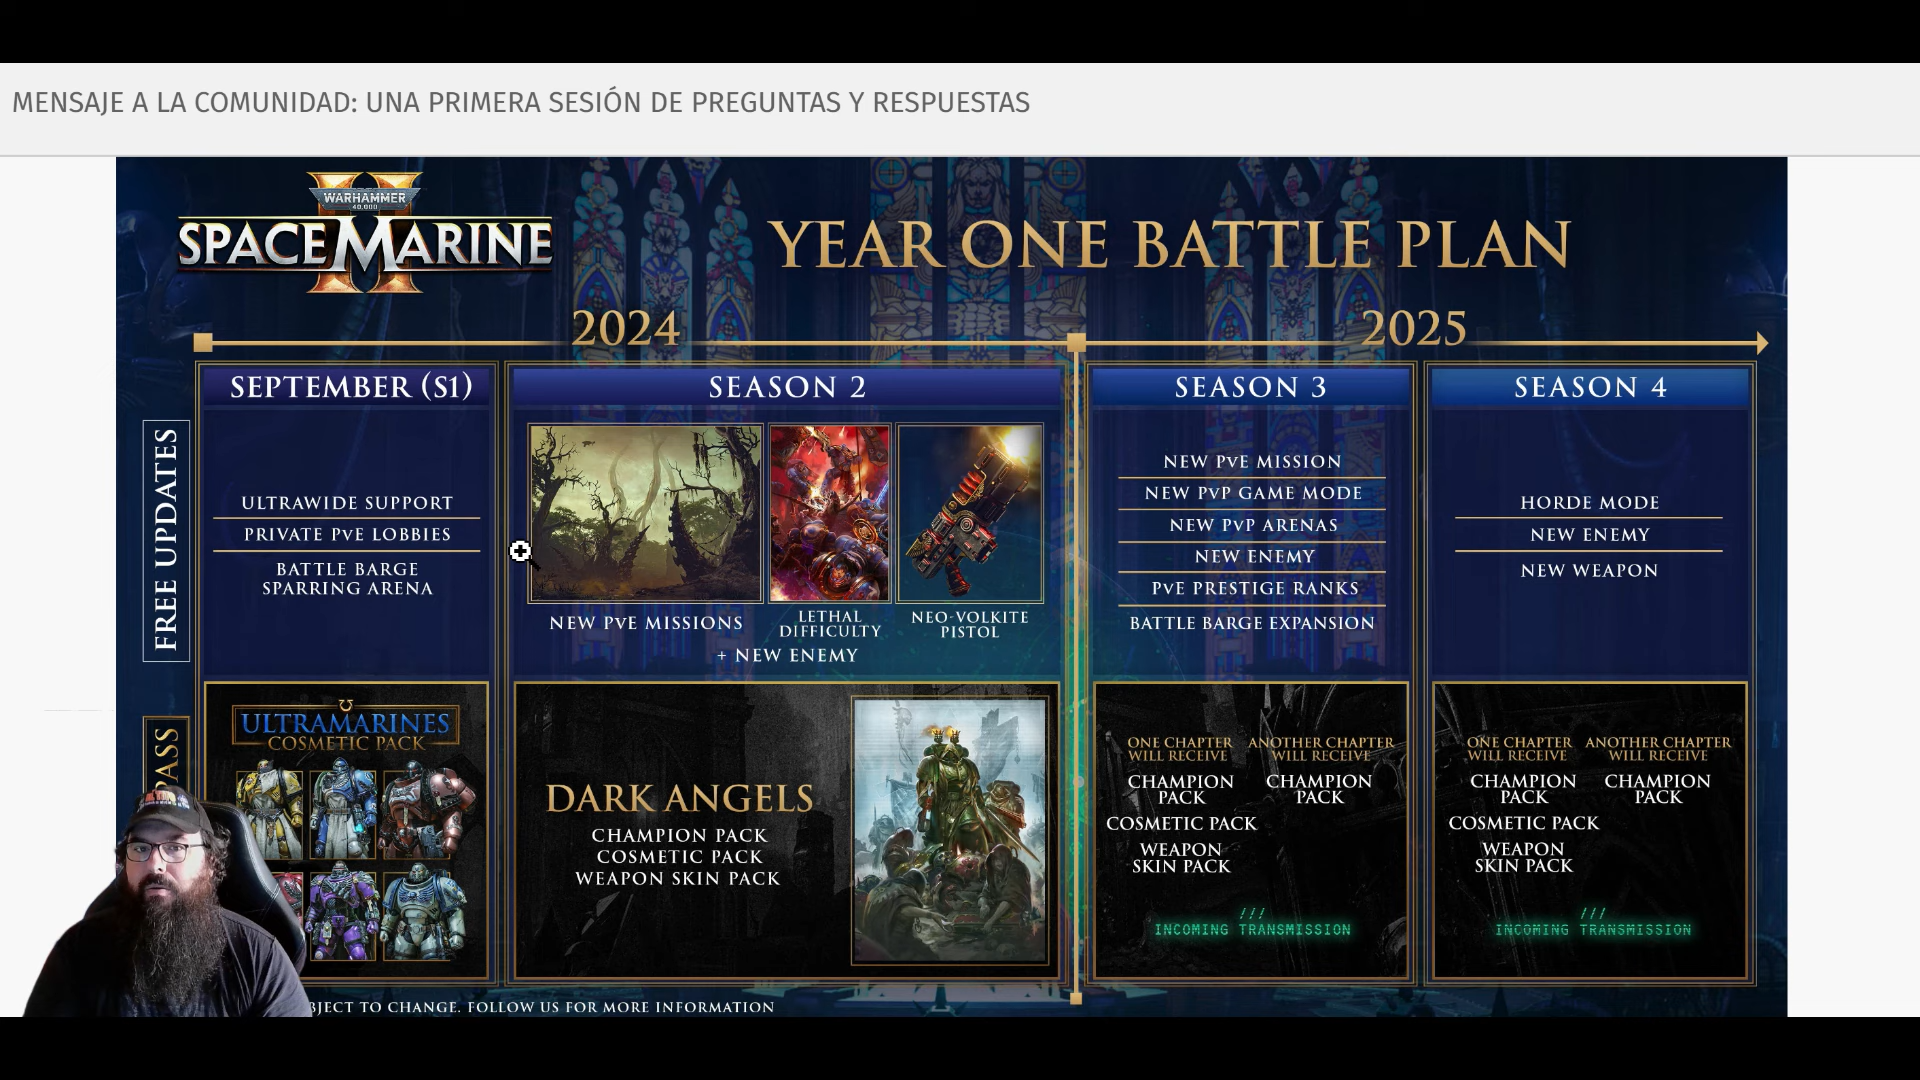 MENSAJE A LA COMUNIDAD: UNA PRIMERA SESIÓN DE PREGUNTAS Y RESPUESTAS
WARHAMMER
40,000
SPACE MARINE
II
YEAR ONE BATTLE PLAN
2024
2025
SEPTEMBER (S1)
SEASON 2
SEASON 3
SEASON 4
FREE UPDATES
ULTRAWIDE SUPPORT
PRIVATE PvE LOBBIES
BATTLE BARGE
SPARRING ARENA
NEW PvE MISSIONS
LETHAL
DIFFICULTY
NEO-VOLKITE
PISTOL
+ NEW ENEMY
NEW PvE MISSION
NEW PvP GAME MODE
NEW PvP ARENAS
NEW ENEMY
PvE PRESTIGE RANKS
BATTLE BARGE EXPANSION
HORDE MODE
NEW ENEMY
NEW WEAPON
PASS
ULTRAMARINES
COSMETIC PACK
DARK ANGELS
CHAMPION PACK
COSMETIC PACK
WEAPON SKIN PACK
ONE CHAPTER
WILL RECEIVE
CHAMPION
PACK
COSMETIC PACK
WEAPON
SKIN PACK
ANOTHER CHAPTER
WILL RECEIVE
CHAMPION
PACK
///
INCOMING TRANSMISSION
ONE CHAPTER
WILL RECEIVE
CHAMPION
PACK
COSMETIC PACK
WEAPON
SKIN PACK
ANOTHER CHAPTER
WILL RECEIVE
CHAMPION
PACK
///
INCOMING TRANSMISSION
BJECT TO CHANGE. FOLLOW US FOR MORE INFORMATION